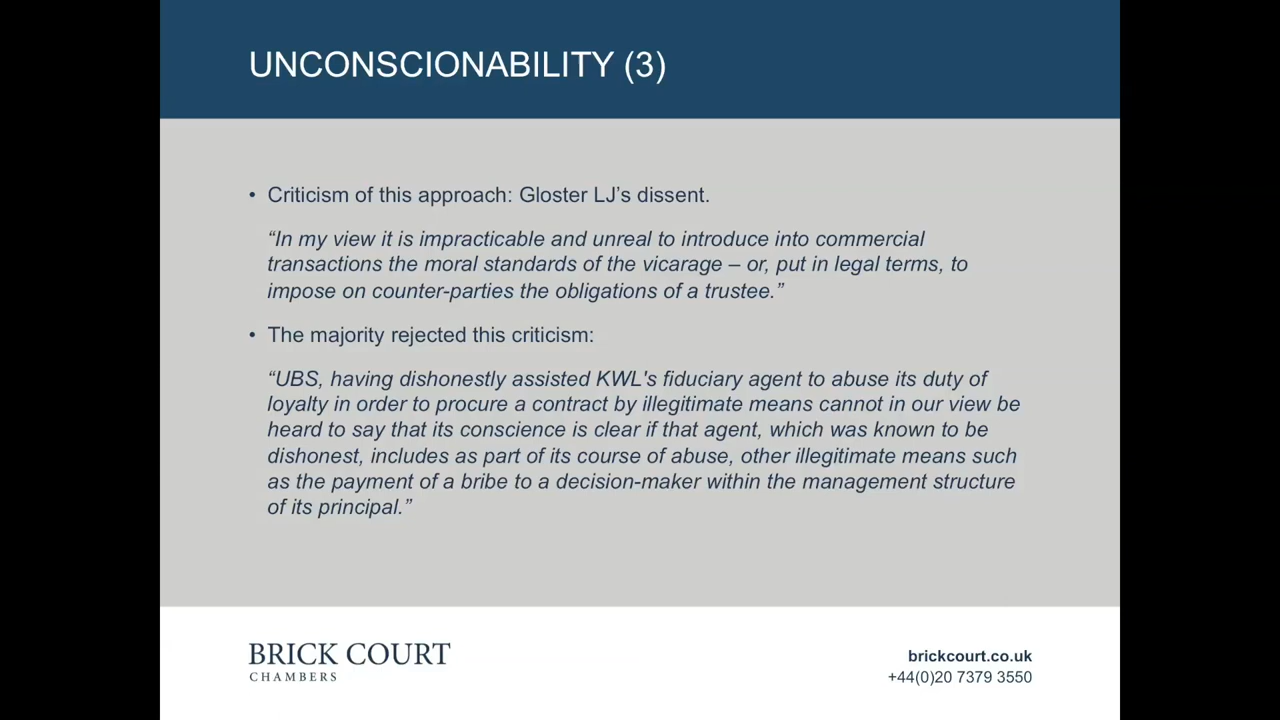 UNCONSCIONABILITY (3)
• Criticism of this approach: Gloster LJ’s dissent.
“In my view it is impracticable and unreal to introduce into commercial
transactions the moral standards of the vicarage – or, put in legal terms, to
impose on counter-parties the obligations of a trustee.”
• The majority rejected this criticism:
“UBS, having dishonestly assisted KWL's fiduciary agent to abuse its duty of
loyalty in order to procure a contract by illegitimate means cannot in our view be
heard to say that its conscience is clear if that agent, which was known to be
dishonest, includes as part of its course of abuse, other illegitimate means such
as the payment of a bribe to a decision-maker within the management structure
of its principal.”
BRICK COURT
CHAMBERS
brickcourt.co.uk
+44(0)20 7379 3550